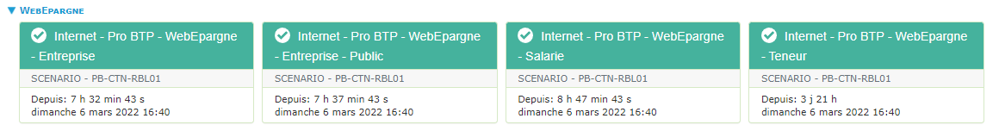 WebEpargne
Internet - Pro BTP - WebEpargne
- Entreprise
SCENARIO - PB-CTN-RBL01
Depuis: 7 h 32 min 43 s
dimanche 6 mars 2022 16:40
Internet - Pro BTP - WebEpargne
- Entreprise - Public
SCENARIO - PB-CTN-RBL01
Depuis: 7 h 37 min 43 s
dimanche 6 mars 2022 16:40
Internet - Pro BTP - WebEpargne
- Salarie
SCENARIO - PB-CTN-RBL01
Depuis: 8 h 47 min 43 s
dimanche 6 mars 2022 16:40
Internet - Pro BTP - WebEpargne
- Teneur
SCENARIO - PB-CTN-RBL01
Depuis: 3 j 21 h
dimanche 6 mars 2022 16:40